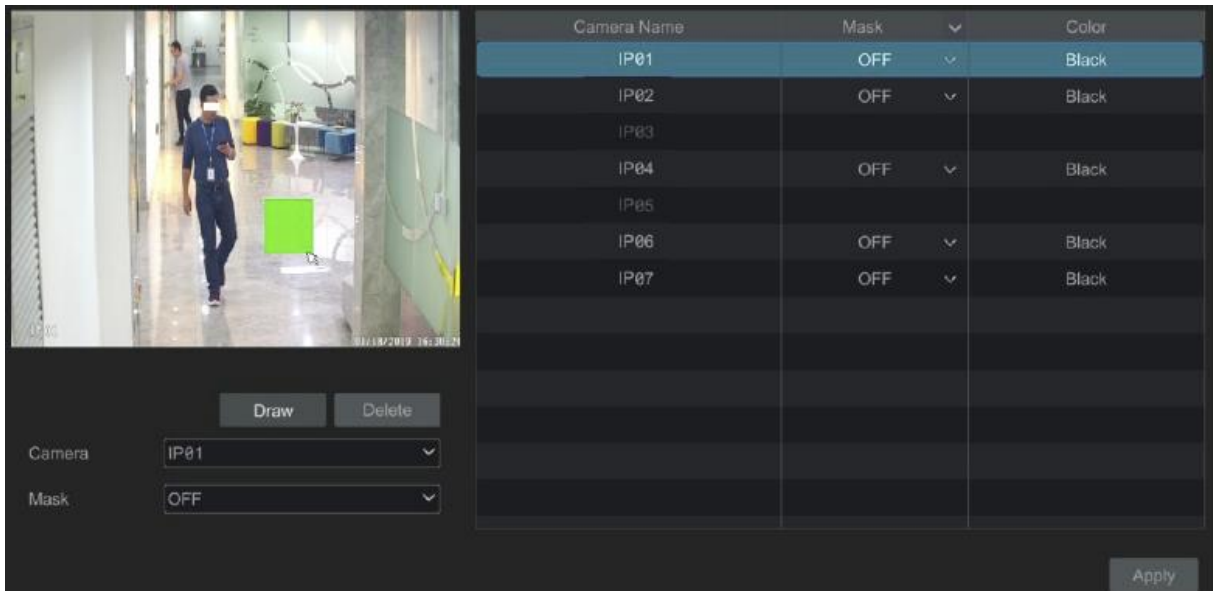 Camera Name Mask Color
IP01 OFF Black
IP02 OFF Black
IP03
IP04 OFF Black
IP05
IP06 OFF Black
IP07 OFF Black
Draw Delete
Camera IP01
Mask OFF
Apply